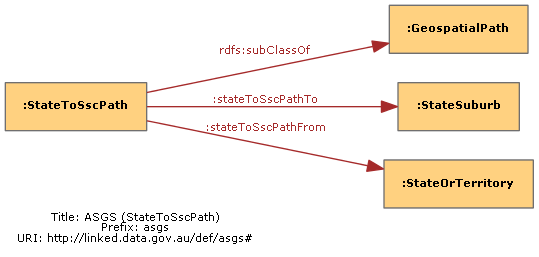 :GeospatialPath
rdfs:subClassOf
:StateToSscPath
:stateToSscPathTo
:StateSuburb
:stateToSscPathFrom
:StateOrTerritory
Title: ASGS (StateToSscPath)
Prefix: asgs
URI: http://linked.data.gov.au/def/asgs#